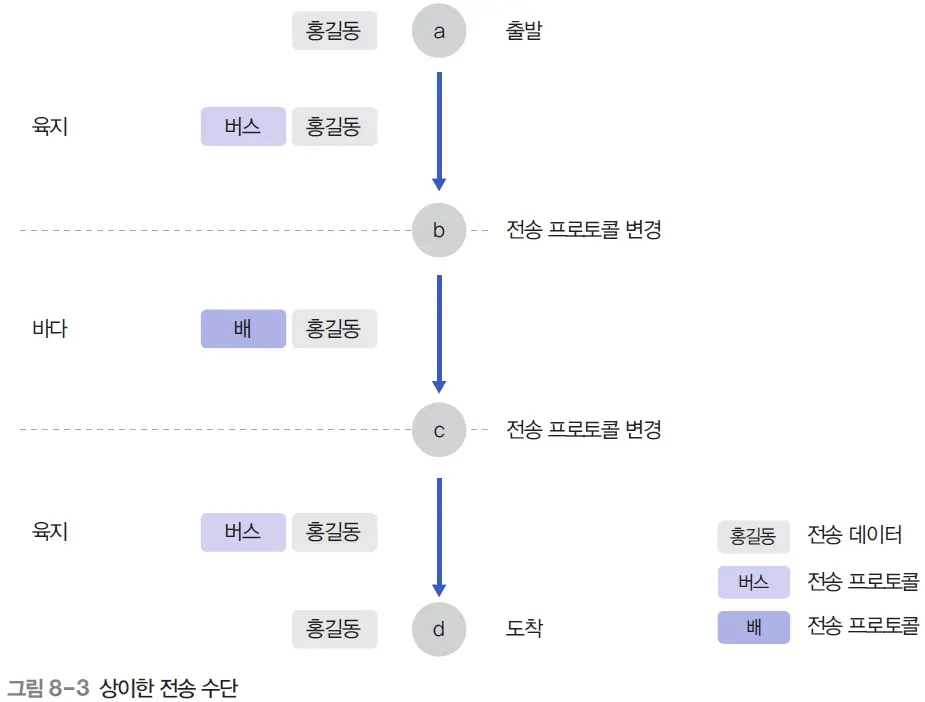 홍길동 a 출발
육지 버스 홍길동
b 전송 프로토콜 변경
바다 배 홍길동
c 전송 프로토콜 변경
육지 버스 홍길동
홍길동 전송 데이터
버스 전송 프로토콜
배 전송 프로토콜
홍길동 d 도착
그림 8-3 상이한 전송 수단